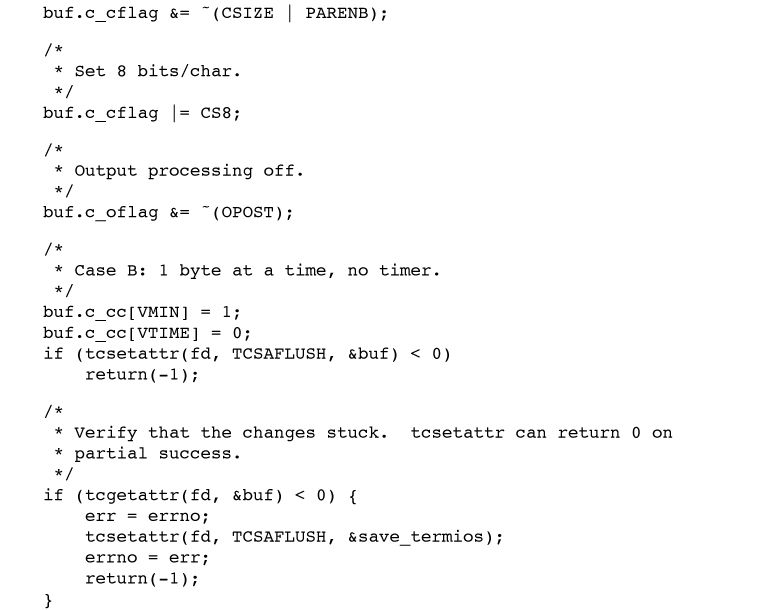 buf.c_cflag &= ~(CSIZE | PARENB);
/*
 * Set 8 bits/char.
 */
buf.c_cflag |= CS8;
/*
 * Output processing off.
 */
buf.c_oflag &= ~(OPOST);
/*
 * Case B: 1 byte at a time, no timer.
 */
buf.c_cc[VMIN] = 1;
buf.c_cc[VTIME] = 0;
if (tcsetattr(fd, TCSAFLUSH, &buf) < 0)
    return(-1);
/*
 * Verify that the changes stuck.  tcsetattr can return 0 on
 * partial success.
 */
if (tcgetattr(fd, &buf) < 0) {
    err = errno;
    tcsetattr(fd, TCSAFLUSH, &save_termios);
    errno = err;
    return(-1);
}